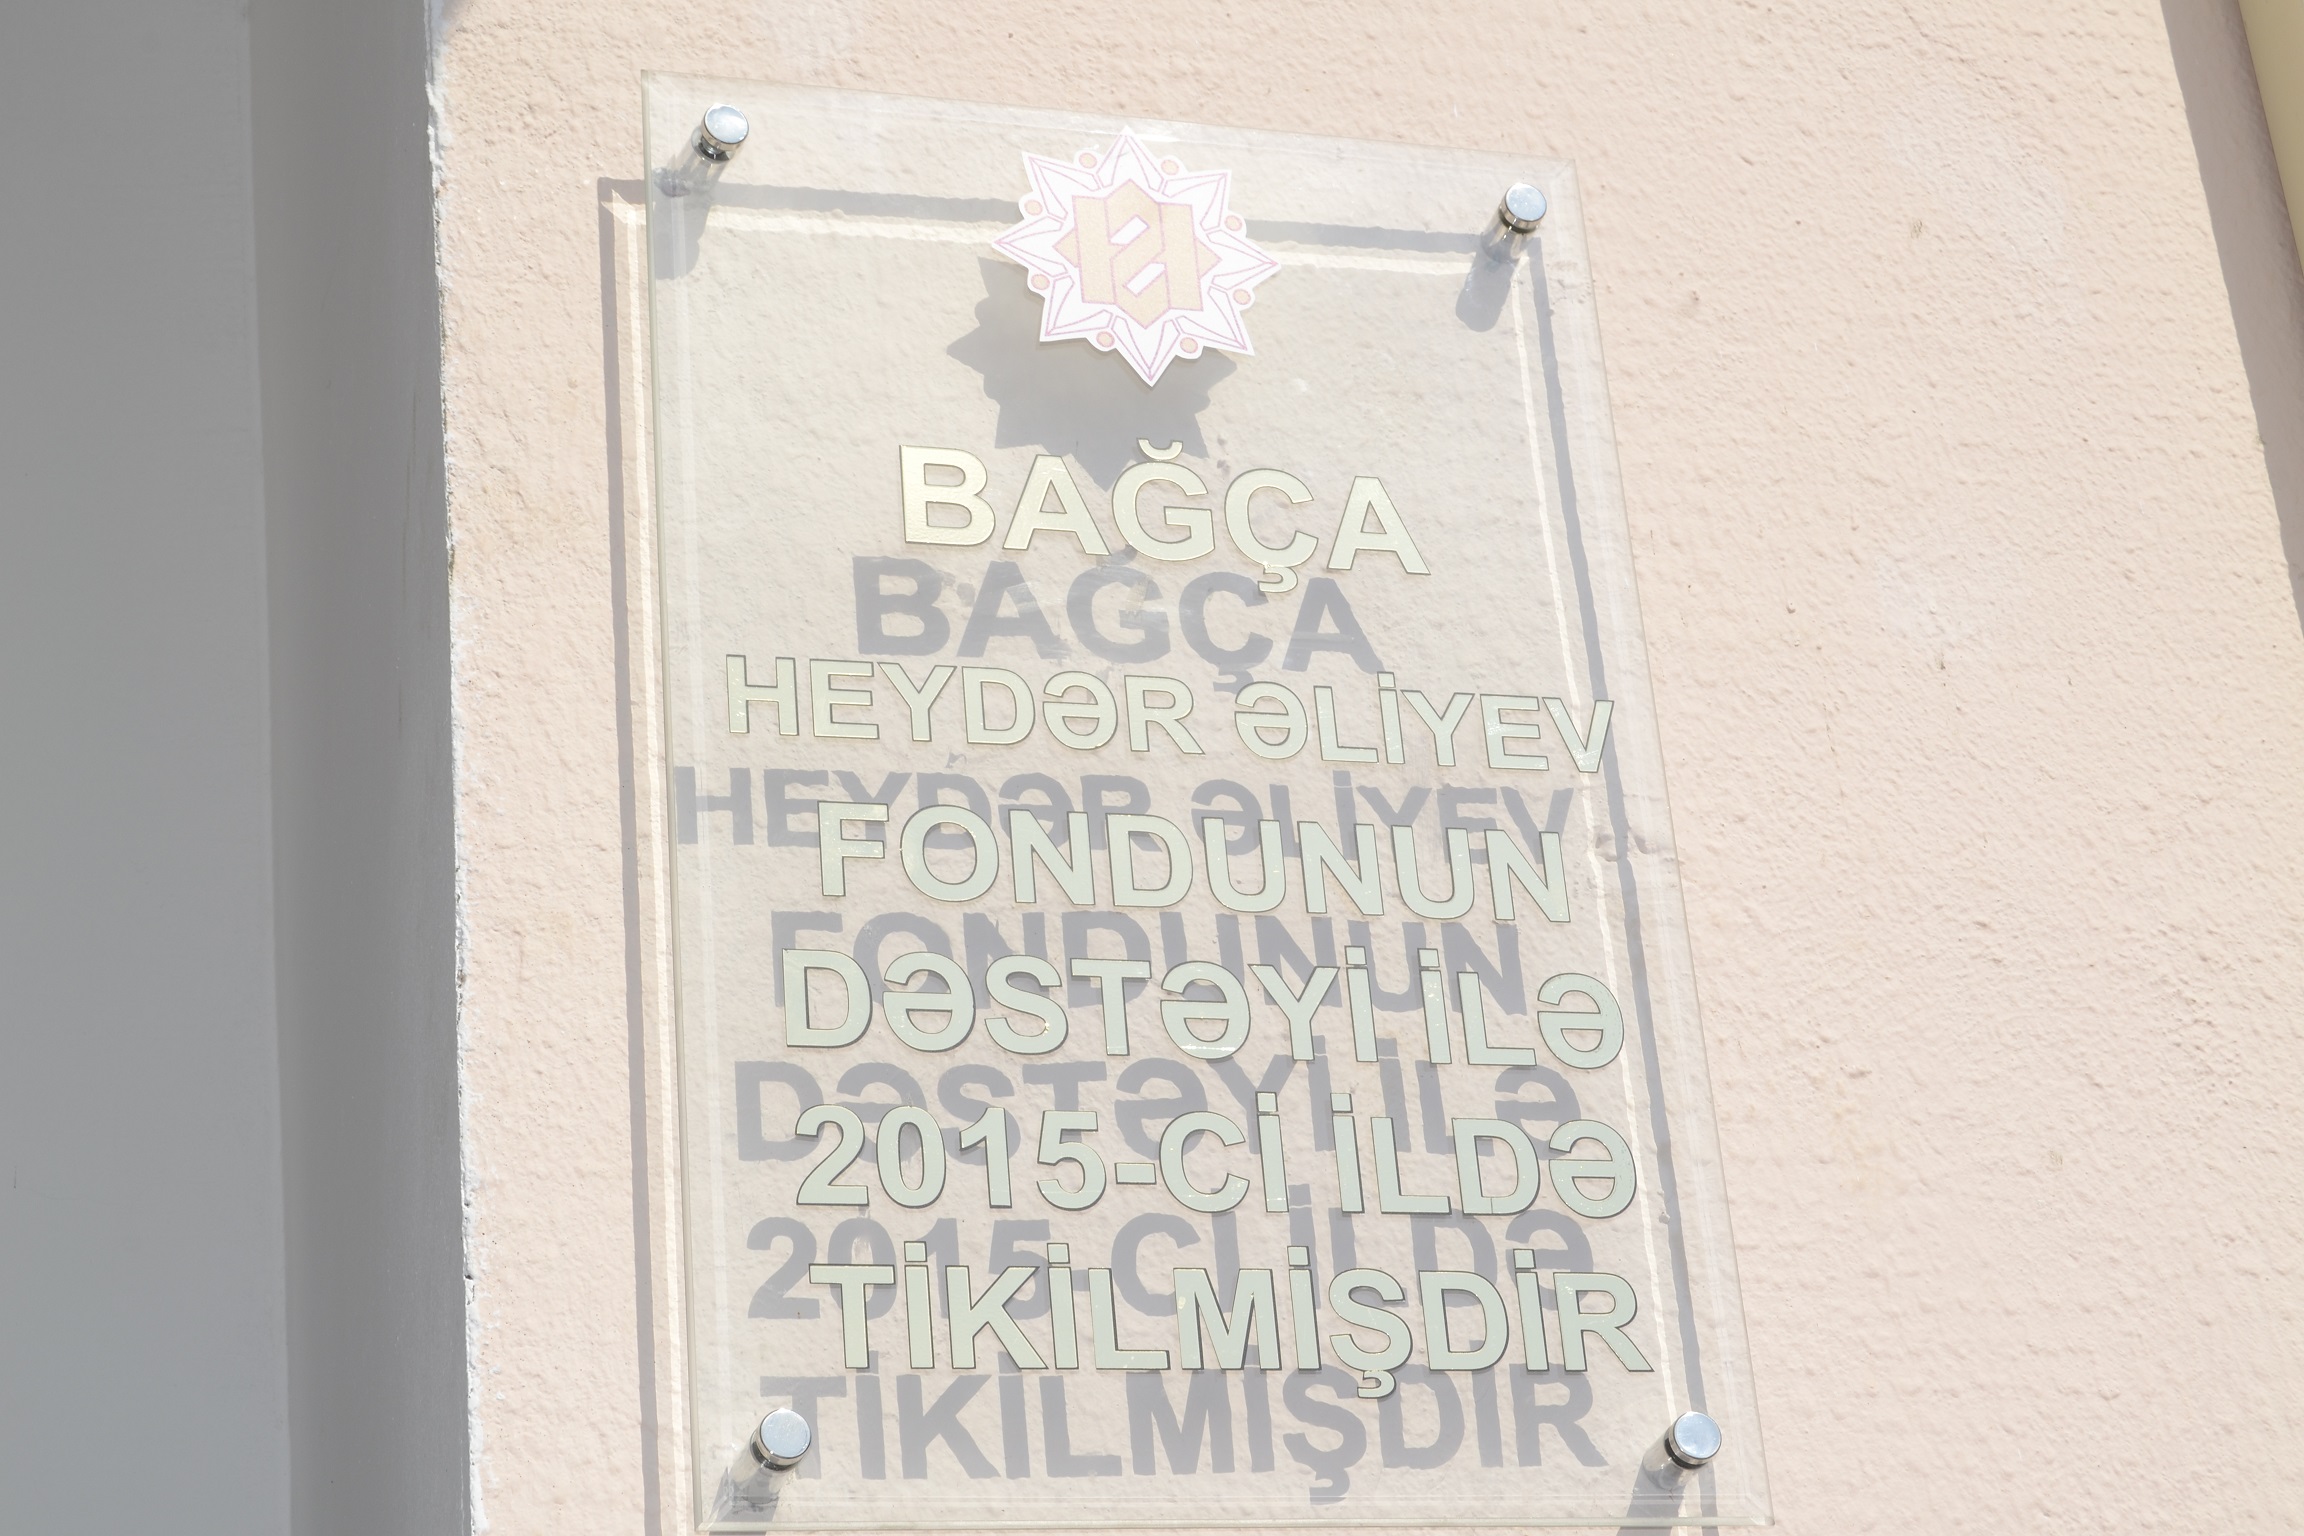 BAĞÇA
HEYDƏR ƏLİYEV
FONDUNUN
DƏSTƏYİ İLƏ
2015-Cİ İLDƏ
TİKİLMİŞDİR